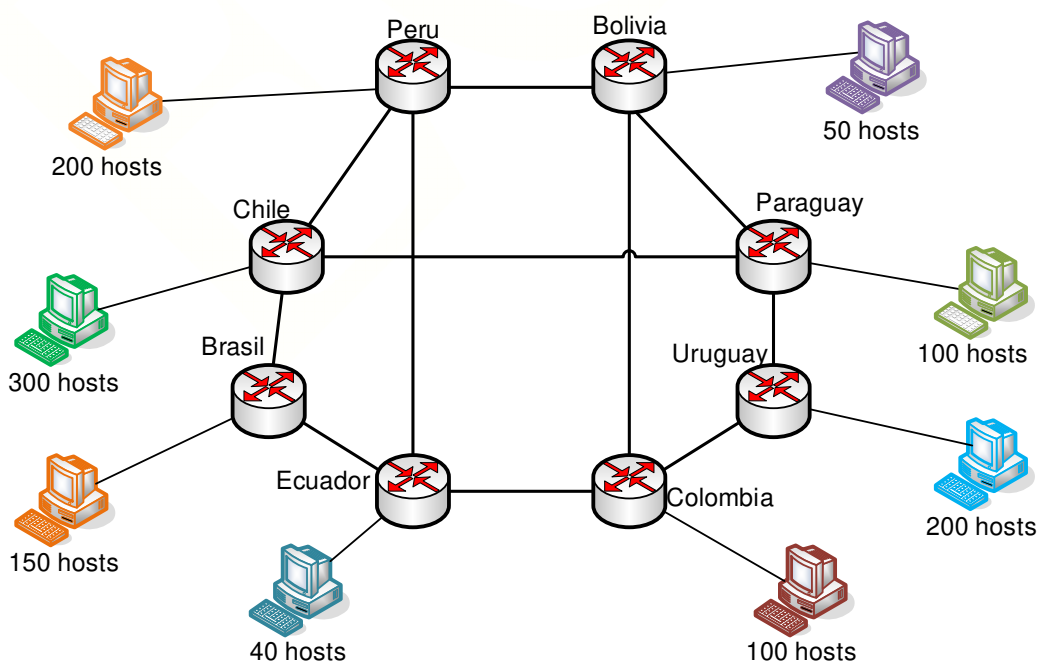 Peru
Bolivia
200 hosts
50 hosts
Chile
Paraguay
300 hosts
100 hosts
Brasil
Uruguay
150 hosts
Ecuador
Colombia
200 hosts
40 hosts
100 hosts